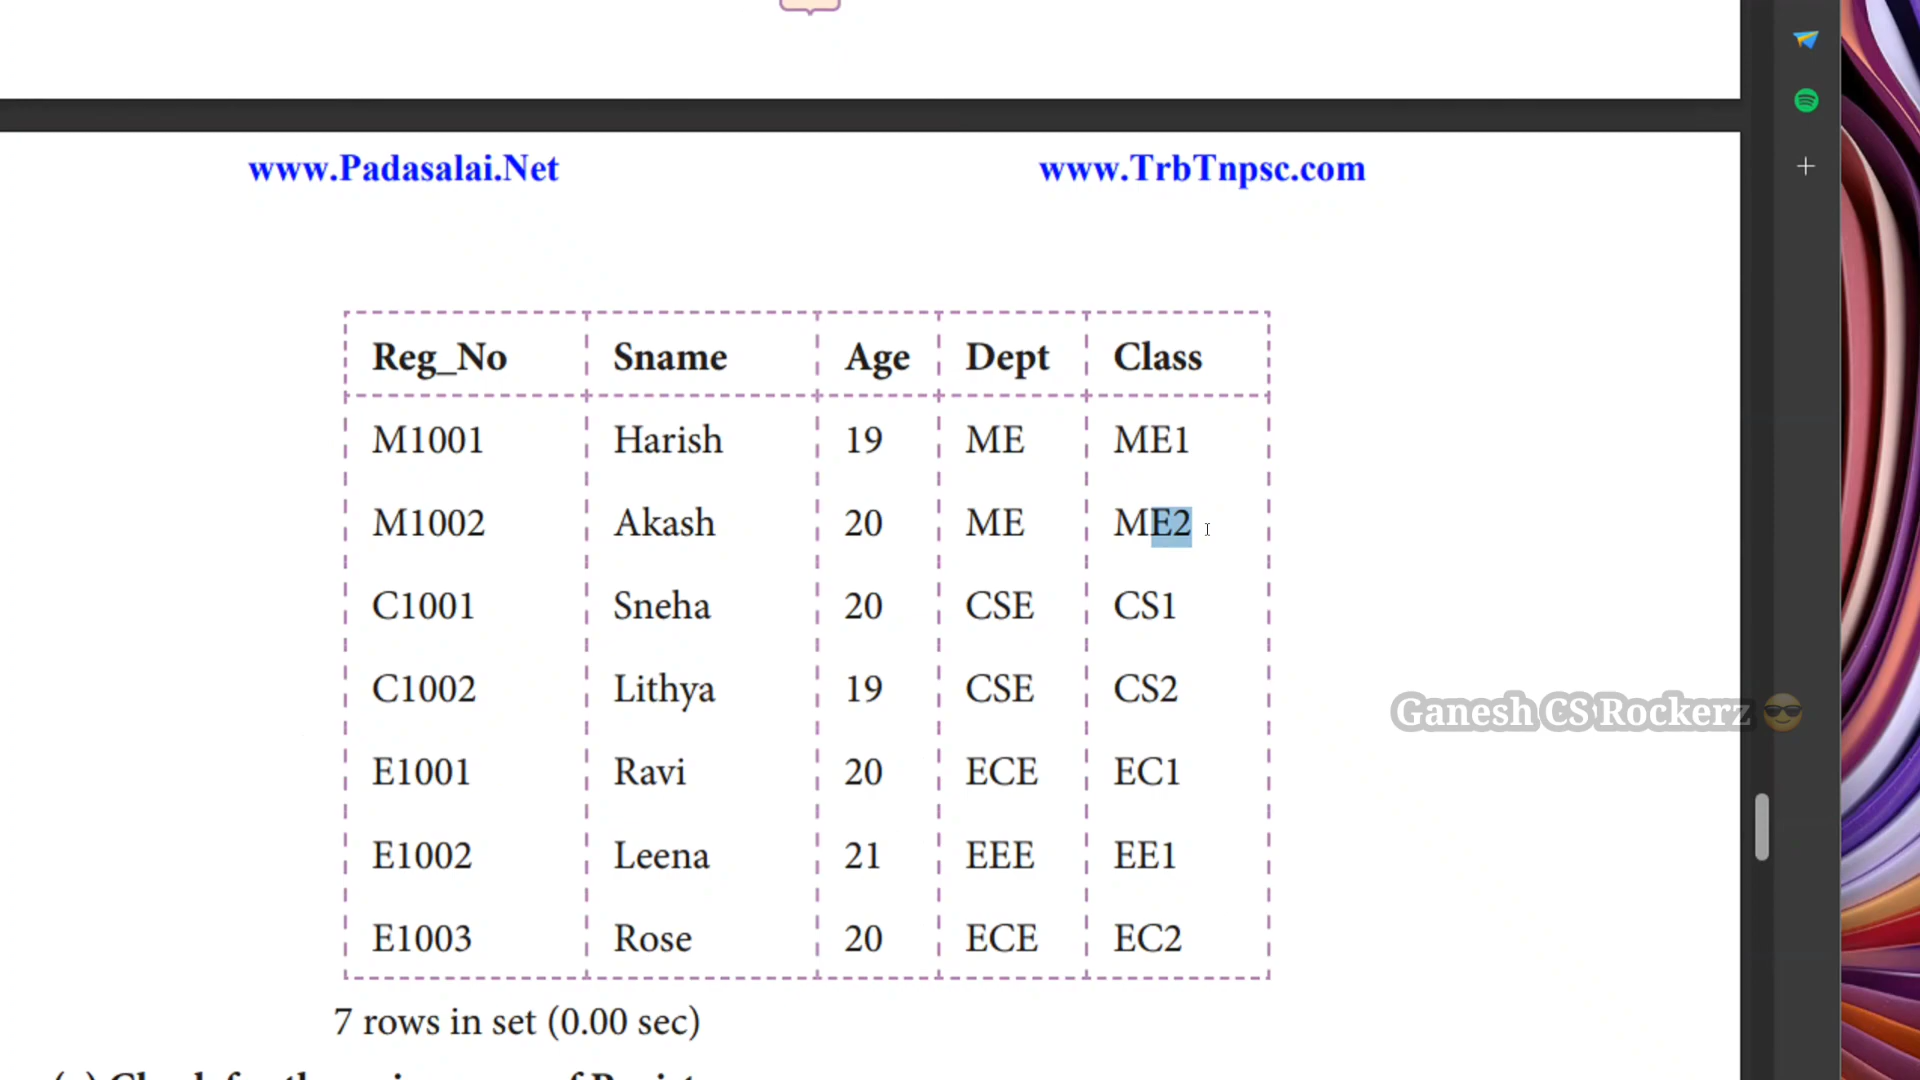 www.Padasalai.Net www.TrbTnpsc.com
Reg_No Sname Age Dept Class
M1001 Harish 19 ME ME1
M1002 Akash 20 ME ME2
C1001 Sneha 20 CSE CS1
C1002 Lithya 19 CSE CS2
Ganesh CS Rockerz 😎
E1001 Ravi 20 ECE EC1
E1002 Leena 21 EEE EE1
E1003 Rose 20 ECE EC2
7 rows in set (0.00 sec)